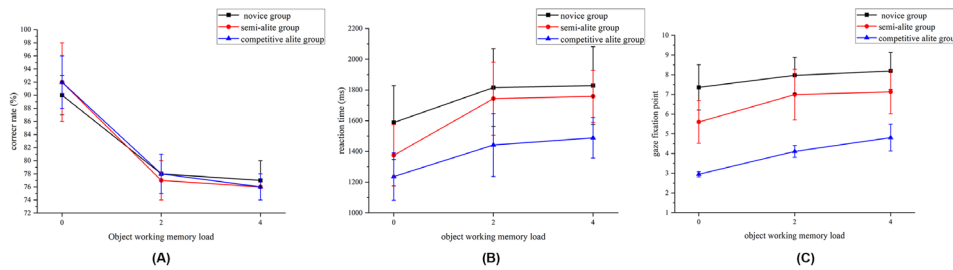 novice group
semi-alite group
competitive alite group
100
98
96
94
92
90
88
86
84
82
80
78
76
74
72
correcr rate (%)
0
2
4
Object working memory load
(A)
novice group
semi-alite group
competitive alite group
2200
2000
1800
1600
1400
1200
1000
reaction time (ms)
0
2
4
object working memory load
(B)
novice group
semi-alite group
competitive alite group
10
9
8
7
6
5
4
3
2
1
gaze fixation point
0
2
4
object working memory load
(C)